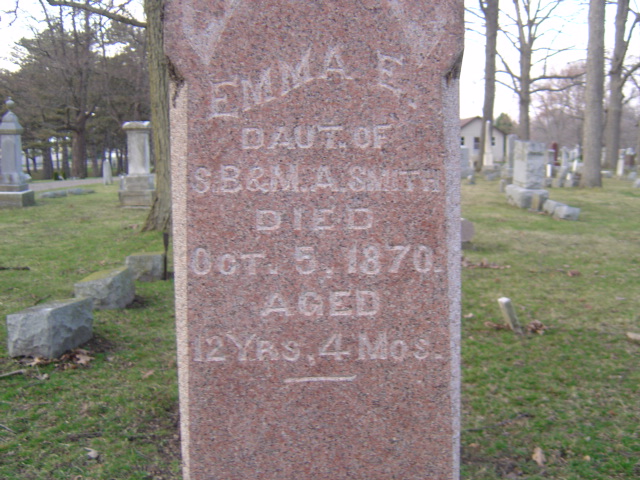 EMMA E.
DAUT. OF
S.B & M.A. SMITH
DIED
OCT. 5. 1870.
AGED
12 YRS, 4 MOS.